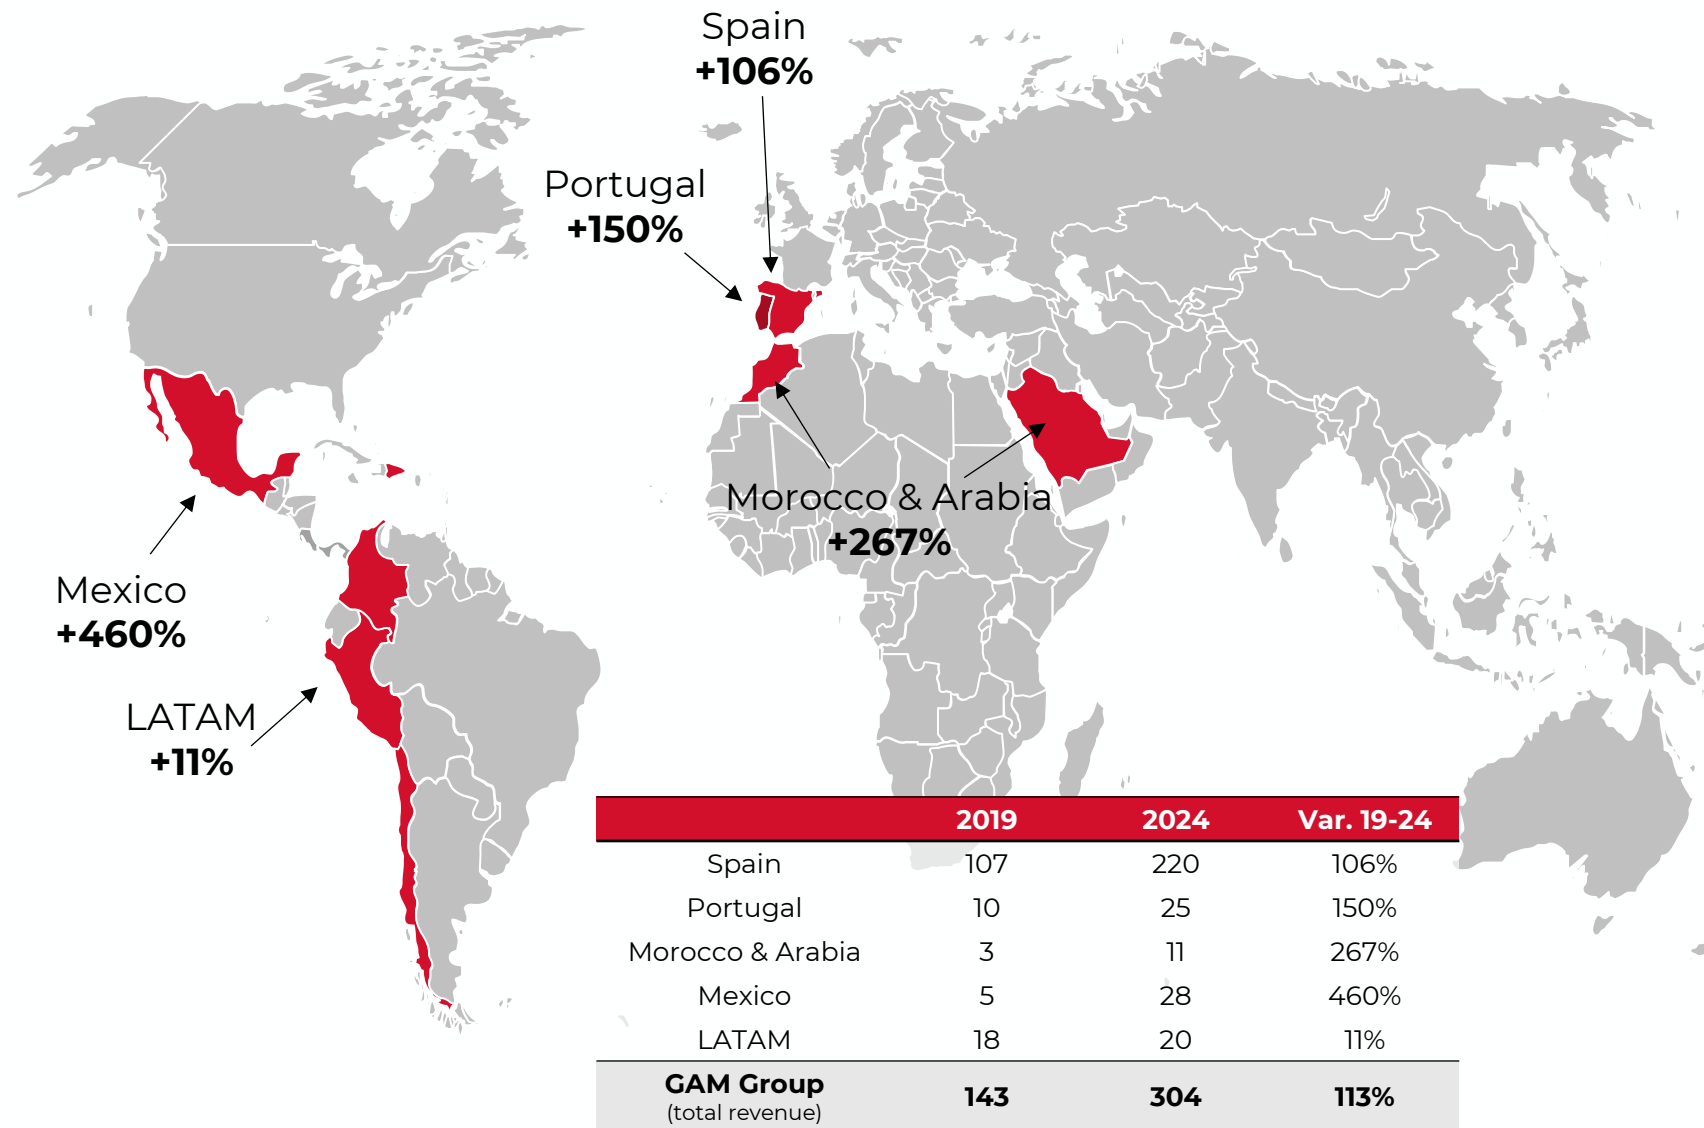 Spain
+106%
Portugal
+150%
Morocco & Arabia
+267%
Mexico
+460%
LATAM
+11%
2019 2024 Var. 19-24
Spain 107 220 106%
Portugal 10 25 150%
Morocco & Arabia 3 11 267%
Mexico 5 28 460%
LATAM 18 20 11%
GAM Group 143 304 113%
(total revenue)